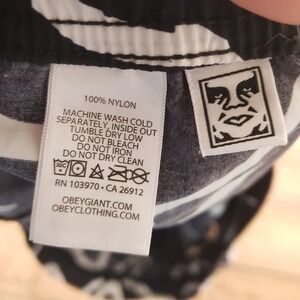 100% NYLON
MACHINE WASH COLD
SEPARATELY, INSIDE OUT
TUMBLE DRY LOW
DO NOT BLEACH
DO NOT IRON
DO NOT DRY CLEAN
RN 103970 • CA 26912
OBEYGIANT.COM
OBEYCLOTHING.COM